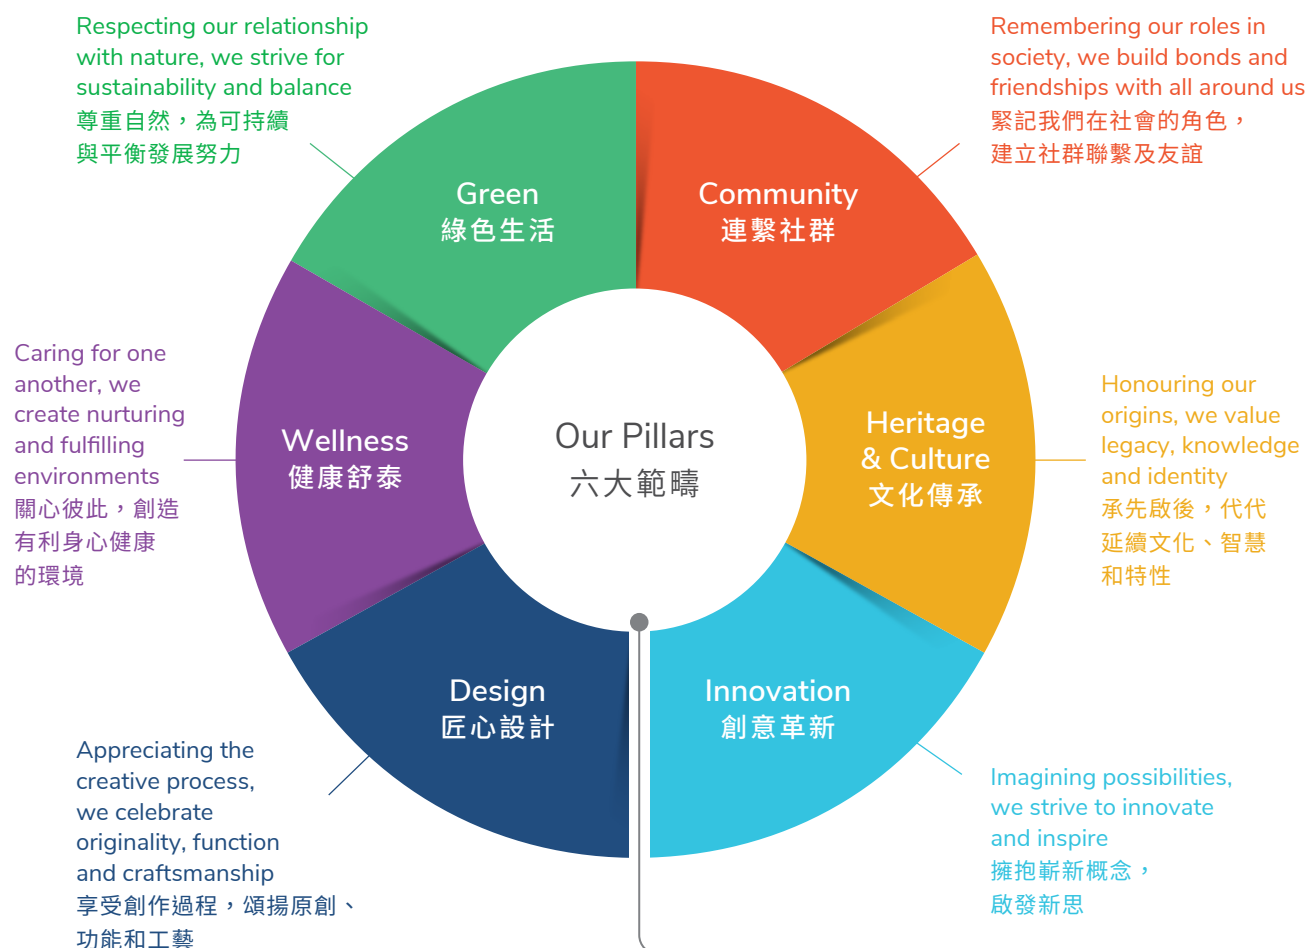 Respecting our relationship
with nature, we strive for
sustainability and balance
尊重自然，為可持續
與平衡發展努力
Remembering our roles in
society, we build bonds and
friendships with all around us
緊記我們在社會的角色，
建立社群聯繫及友誼
Green
綠色生活
Community
連繫社群
Caring for one
another, we
create nurturing
and fulfilling
environments
關心彼此，創造
有利身心健康
的環境
Wellness
健康舒泰
Our Pillars
六大範疇
Heritage
& Culture
文化傳承
Honouring our
origins, we value
legacy, knowledge
and identity
承先啟後，代代
延續文化、智慧
和特性
Design
匠心設計
Innovation
創意革新
Appreciating the
creative process,
we celebrate
originality, function
and craftsmanship
享受創作過程，頌揚原創、
功能和工藝
Imagining possibilities,
we strive to innovate
and inspire
擁抱嶄新概念，
啟發新思